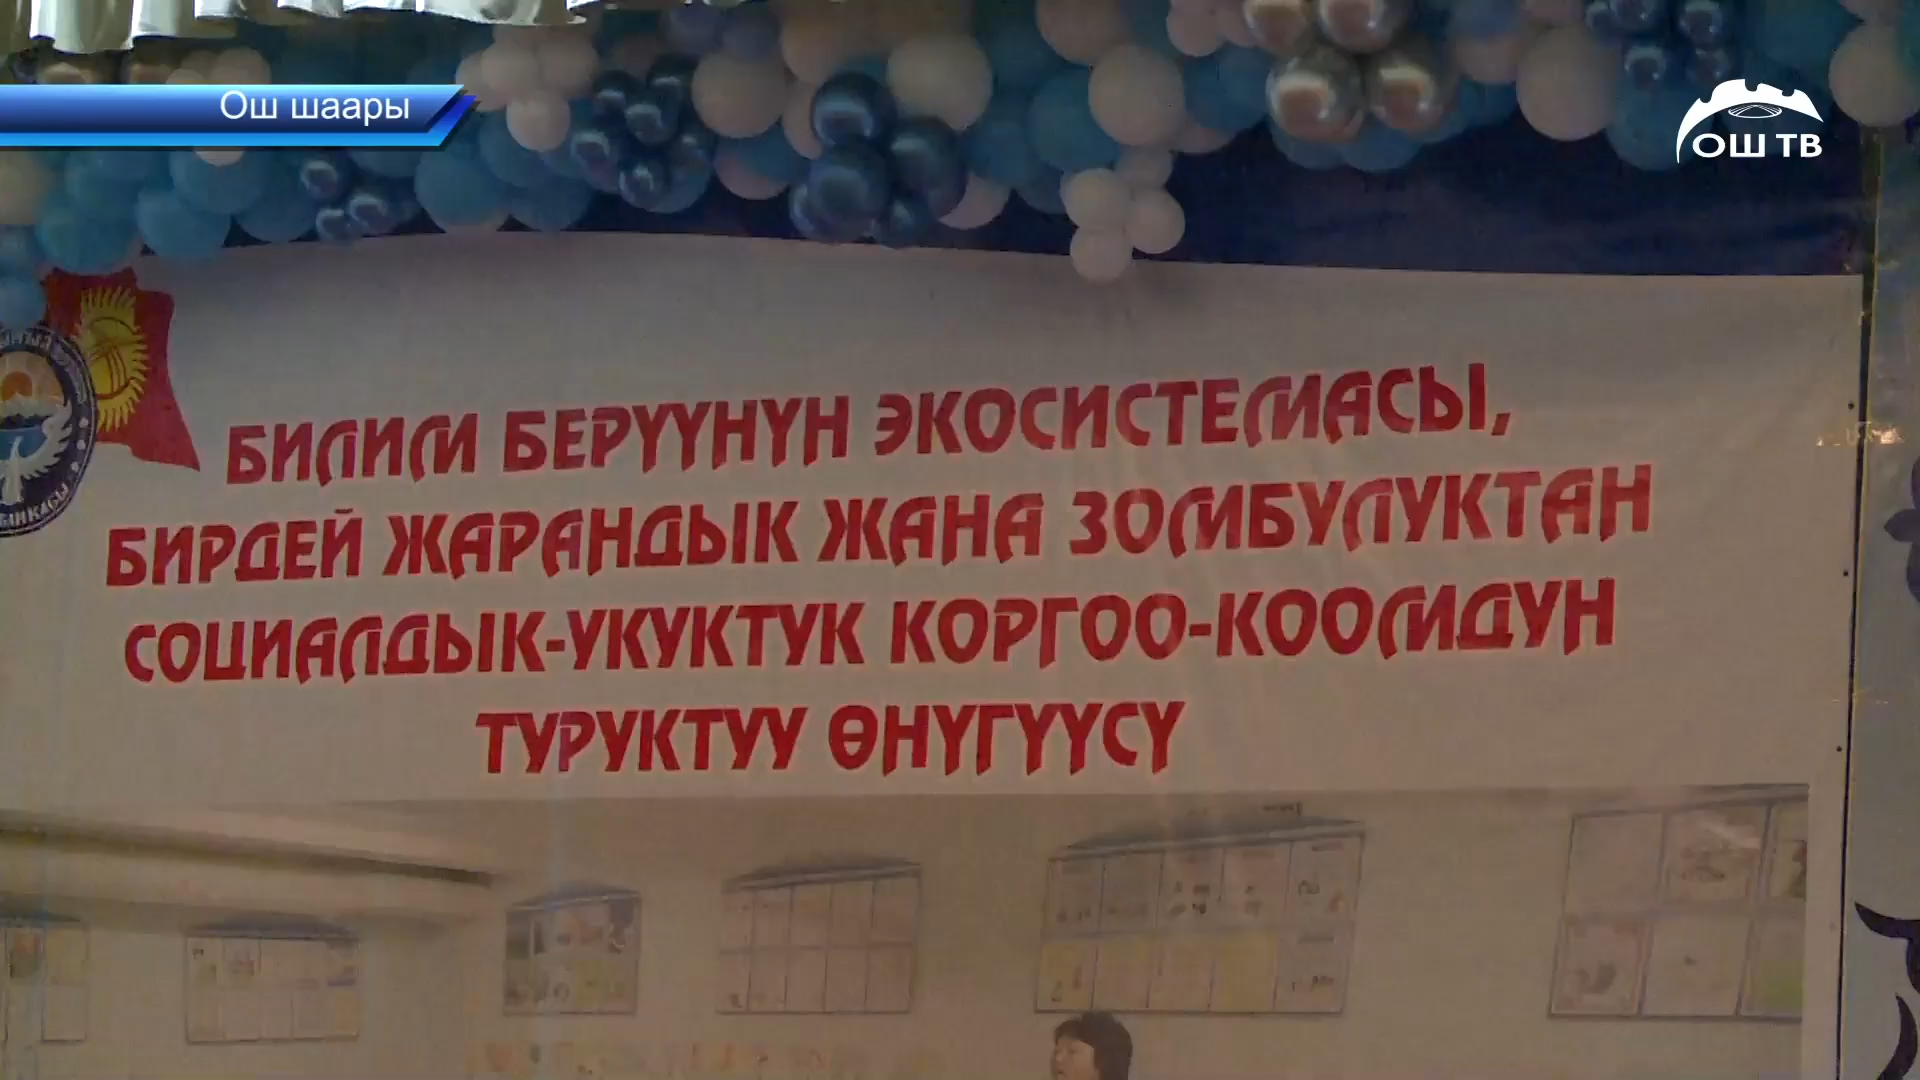 Ош шаары
ОШ ТВ
БИЛИМ БЕРҮҮНҮН ЭКОСИСТЕМАСЫ,
БИРДЕЙ ЖАРАНДЫК ЖАНА ЗОМБУЛУКТАН
СОЦИАЛДЫК-УКУКТУК КОРГОО-КООМДУН
ТУРУКТУУ ӨНҮГҮҮСҮ